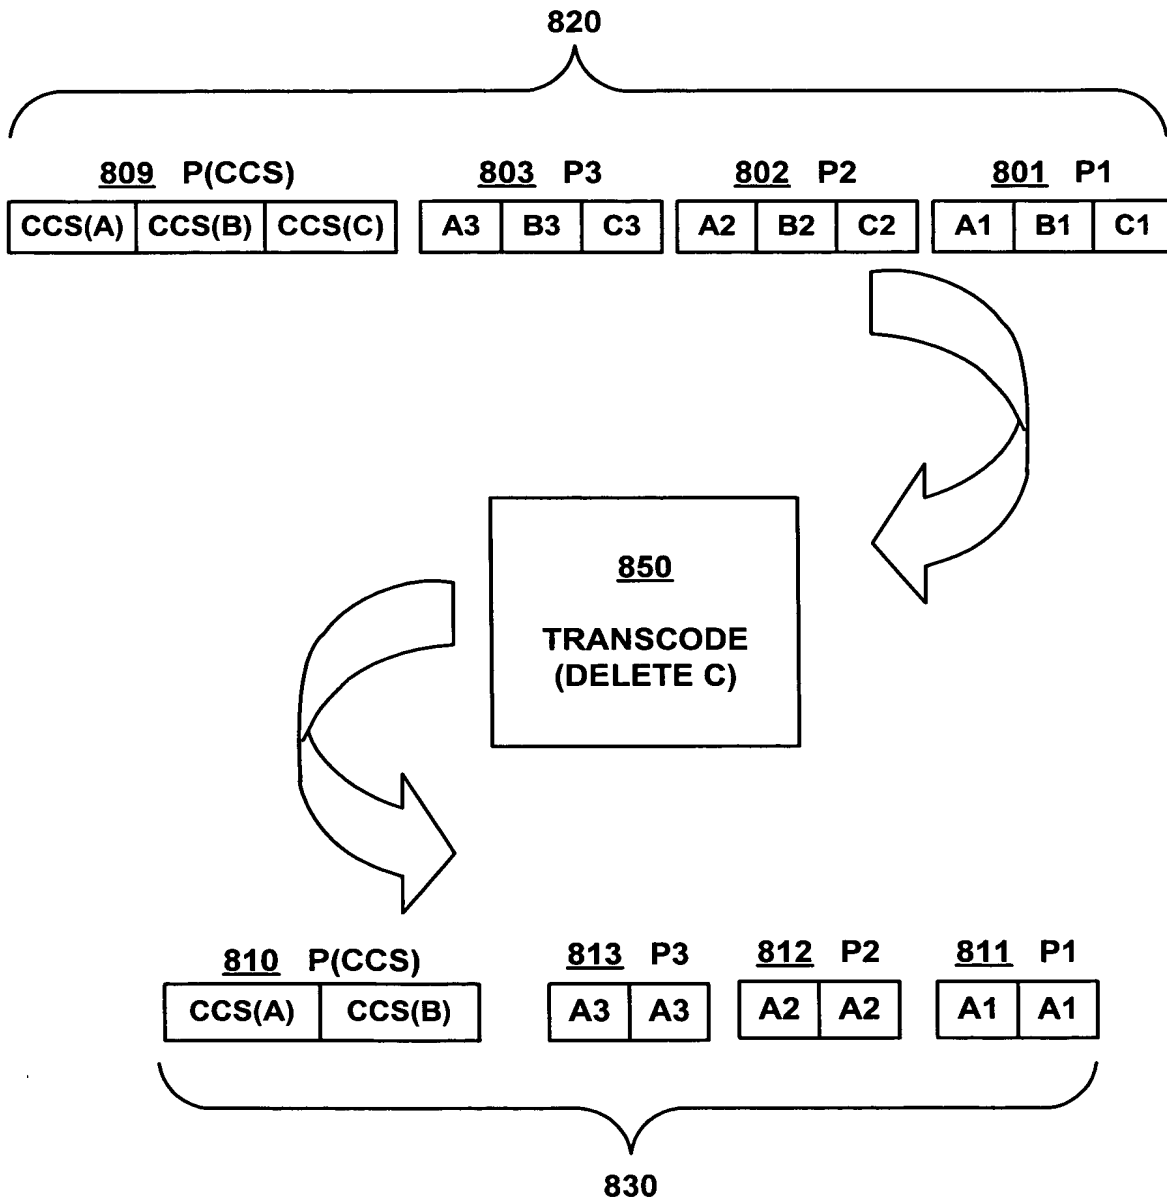 820
809 P(CCS) 803 P3 802 P2 801 P1
CCS(A) CCS(B) CCS(C) A3 B3 C3 A2 B2 C2 A1 B1 C1
850
TRANSCODE
(DELETE C)
810 P(CCS) 813 P3 812 P2 811 P1
CCS(A) CCS(B) A3 A3 A2 A2 A1 A1
830